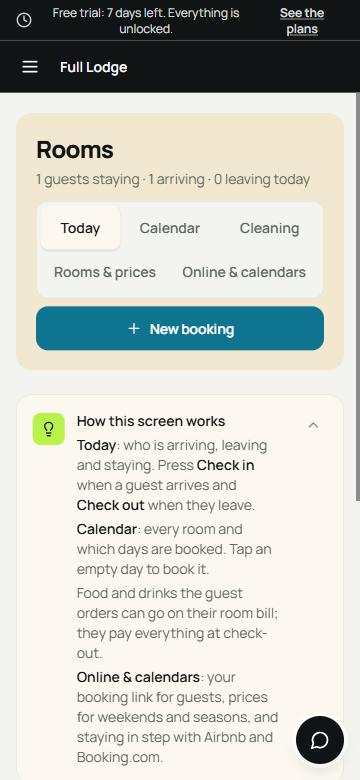 Free trial: 7 days left. Everything is
unlocked.
See the
plans
Full Lodge
Rooms
1 guests staying · 1 arriving · 0 leaving today
Today
Calendar
Cleaning
Rooms & prices
Online & calendars
+ New booking
How this screen works
Today: who is arriving, leaving
and staying. Press Check in
when a guest arrives and
Check out when they leave.
Calendar: every room and
which days are booked. Tap an
empty day to book it.
Food and drinks the guest
orders can go on their room bill;
they pay everything at check-
out.
Online & calendars: your
booking link for guests, prices
for weekends and seasons, and
staying in step with Airbnb and
Booking.com.